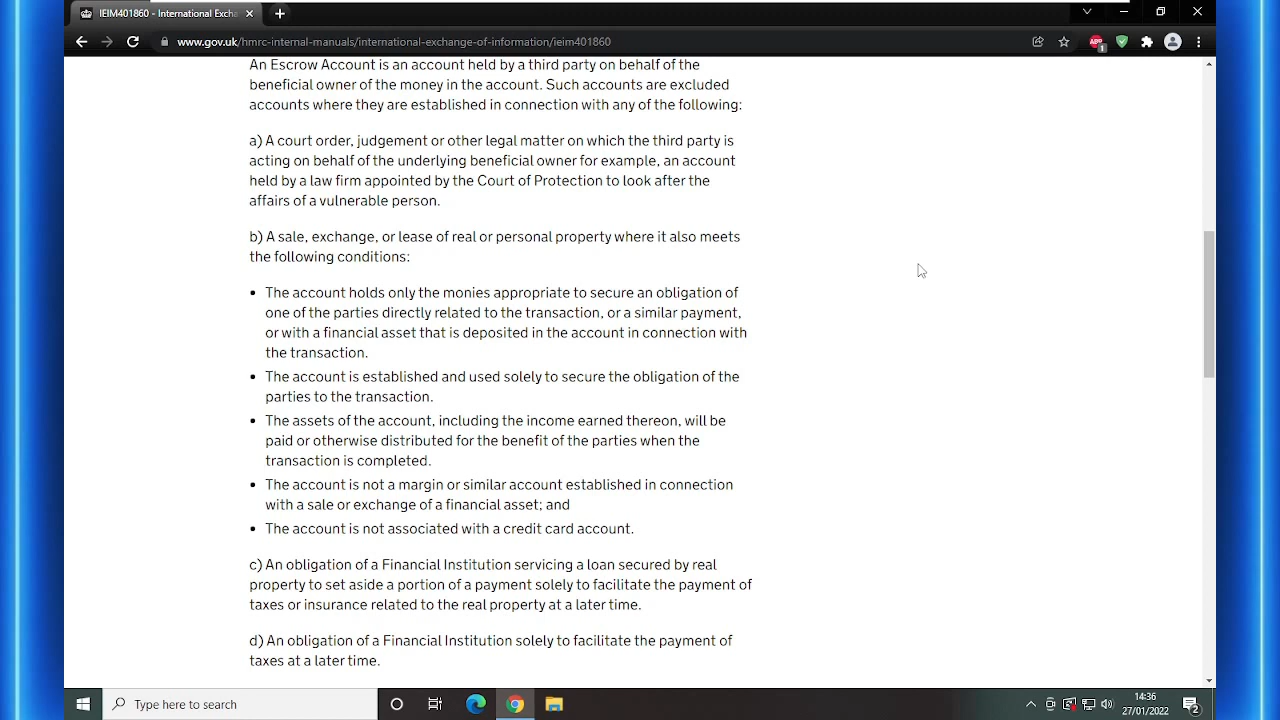 IEIM401860 - International Excha
www.gov.uk/hmrc-internal-manuals/international-exchange-of-information/ieim401860
ABP
1
An Escrow Account is an account held by a third party on behalf of the
beneficial owner of the money in the account. Such accounts are excluded
accounts where they are established in connection with any of the following:
a) A court order, judgement or other legal matter on which the third party is
acting on behalf of the underlying beneficial owner for example, an account
held by a law firm appointed by the Court of Protection to look after the
affairs of a vulnerable person.
b) A sale, exchange, or lease of real or personal property where it also meets
the following conditions:
• The account holds only the monies appropriate to secure an obligation of
one of the parties directly related to the transaction, or a similar payment,
or with a financial asset that is deposited in the account in connection with
the transaction.
• The account is established and used solely to secure the obligation of the
parties to the transaction.
• The assets of the account, including the income earned thereon, will be
paid or otherwise distributed for the benefit of the parties when the
transaction is completed.
• The account is not a margin or similar account established in connection
with a sale or exchange of a financial asset; and
• The account is not associated with a credit card account.
c) An obligation of a Financial Institution servicing a loan secured by real
property to set aside a portion of a payment solely to facilitate the payment of
taxes or insurance related to the real property at a later time.
d) An obligation of a Financial Institution solely to facilitate the payment of
taxes at a later time.
Type here to search
14:36
27/01/2022
2